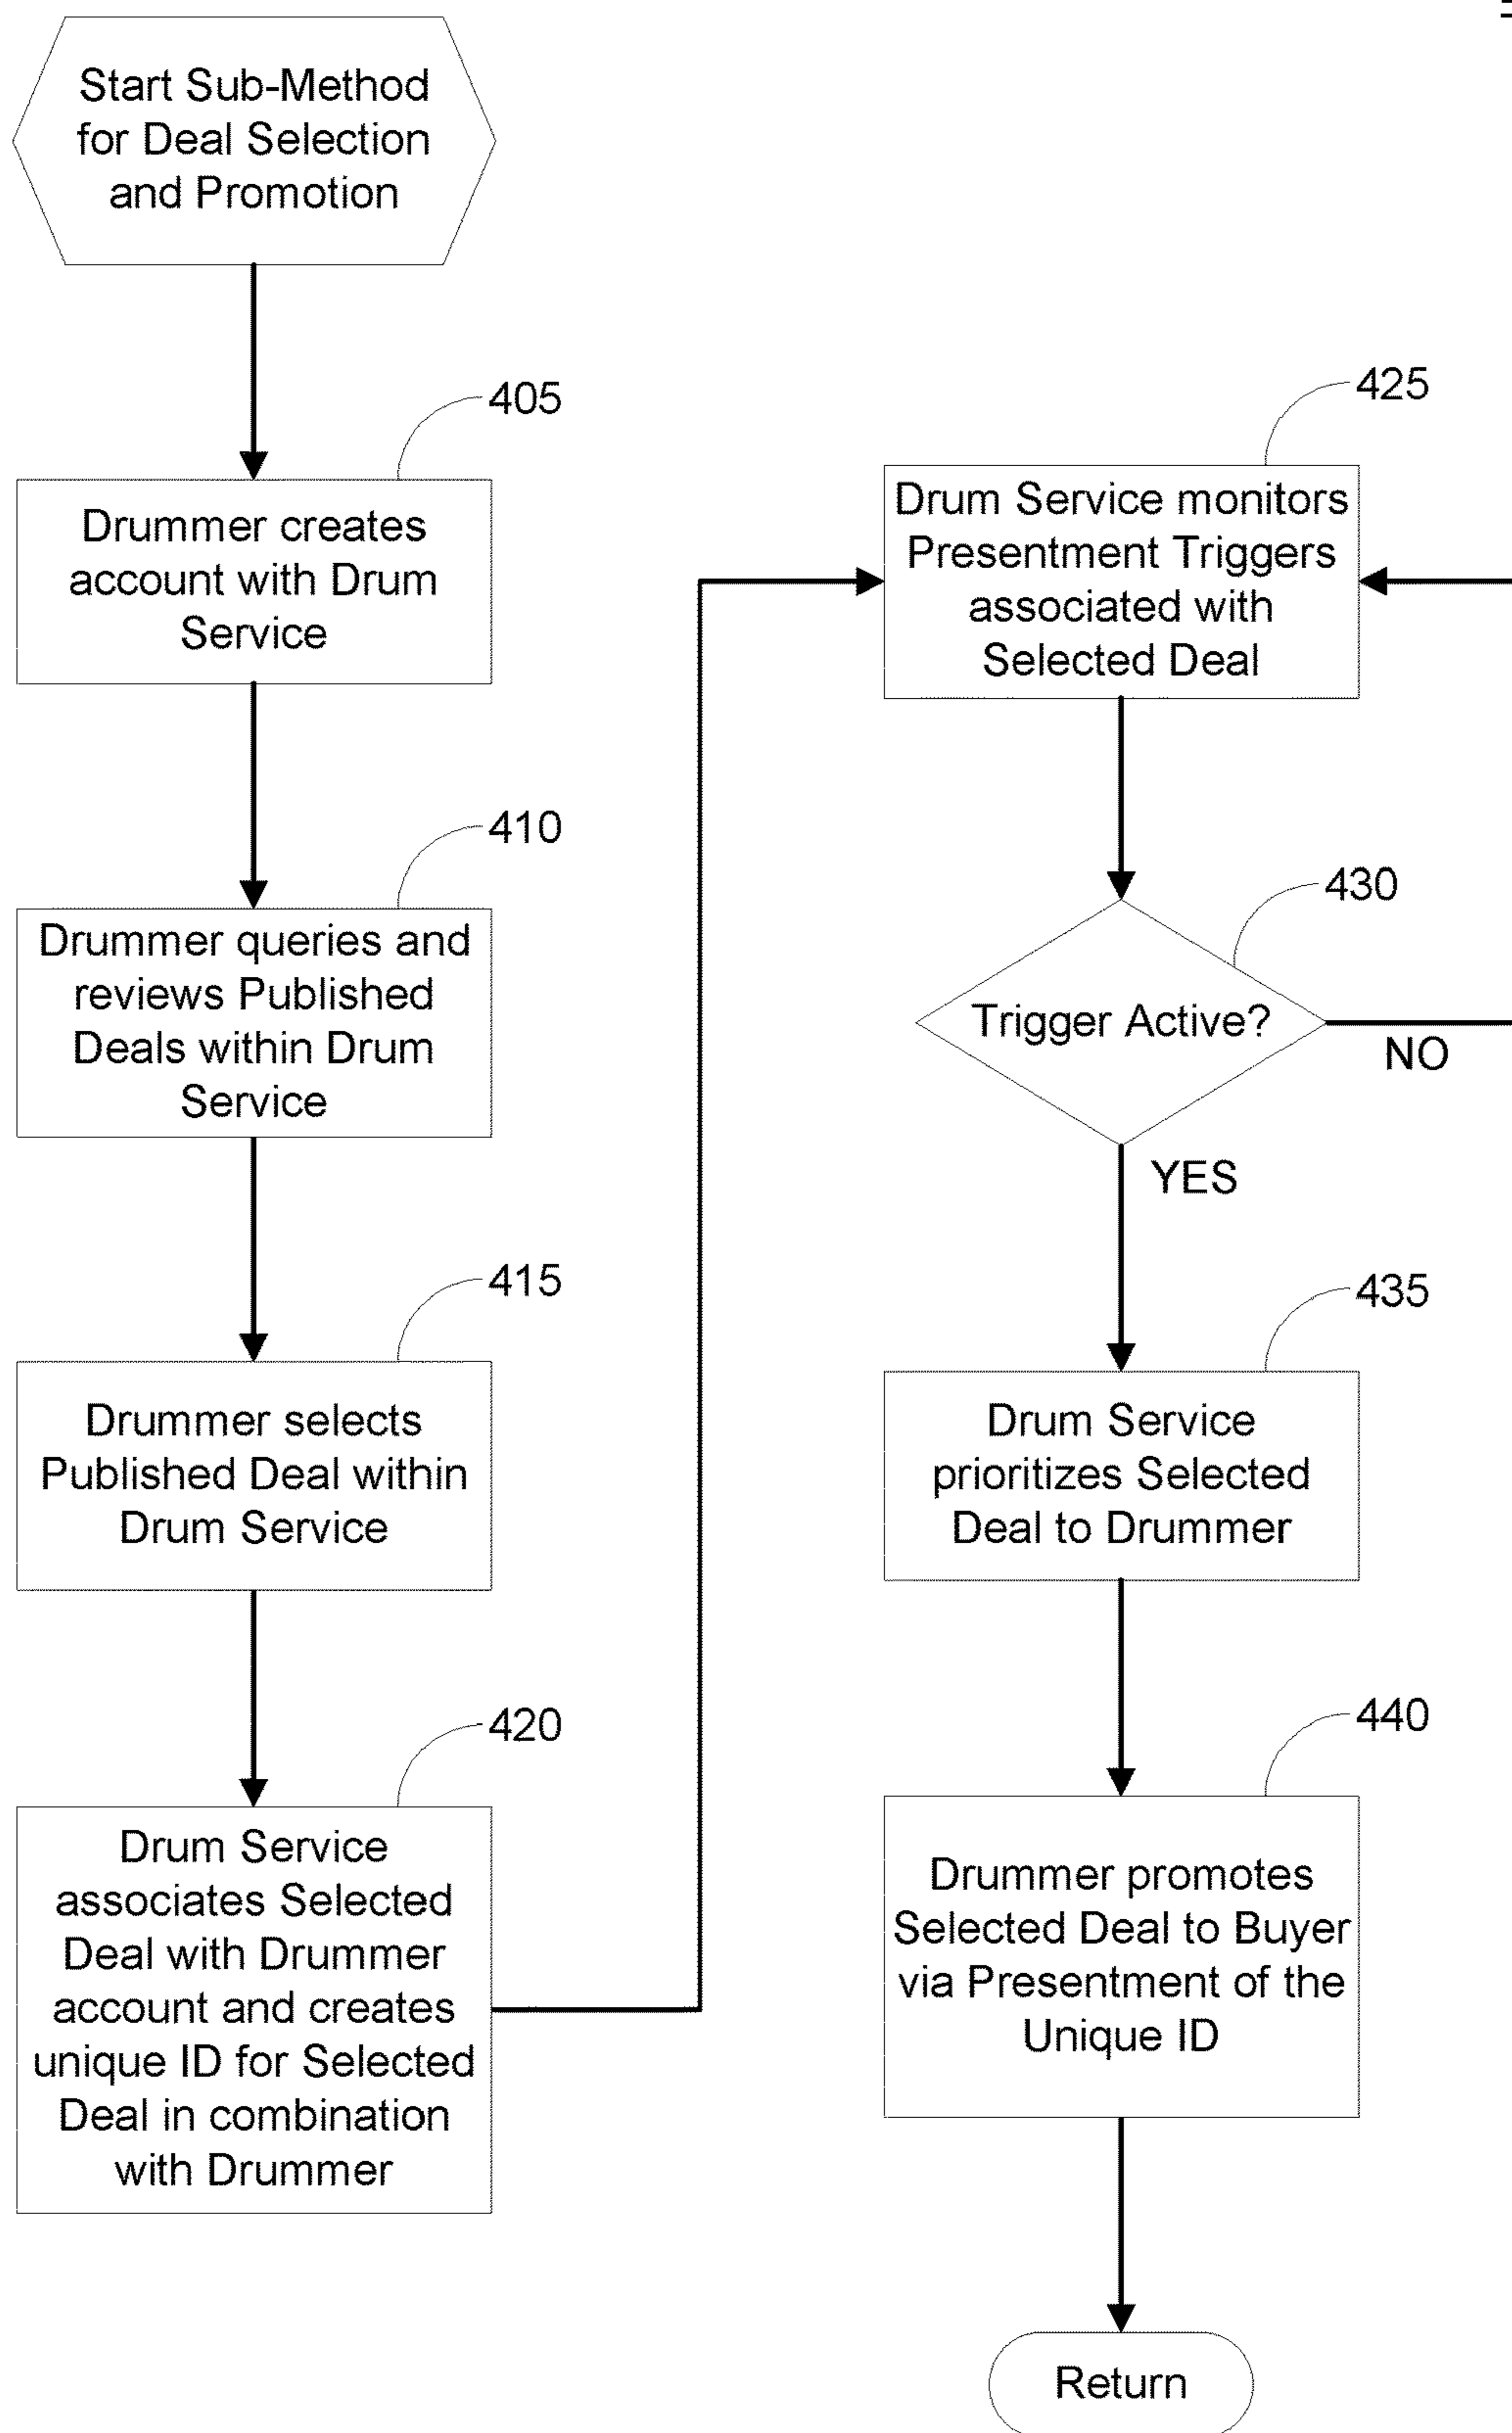 Start Sub-Method
for Deal Selection
and Promotion
405
Drummer creates
account with Drum
Service
410
Drummer queries and
reviews Published
Deals within Drum
Service
415
Drummer selects
Published Deal within
Drum Service
420
Drum Service
associates Selected
Deal with Drummer
account and creates
unique ID for Selected
Deal in combination
with Drummer
425
Drum Service monitors
Presentment Triggers
associated with
Selected Deal
430
Trigger Active?
NO
YES
435
Drum Service
prioritizes Selected
Deal to Drummer
440
Drummer promotes
Selected Deal to Buyer
via Presentment of the
Unique ID
Return